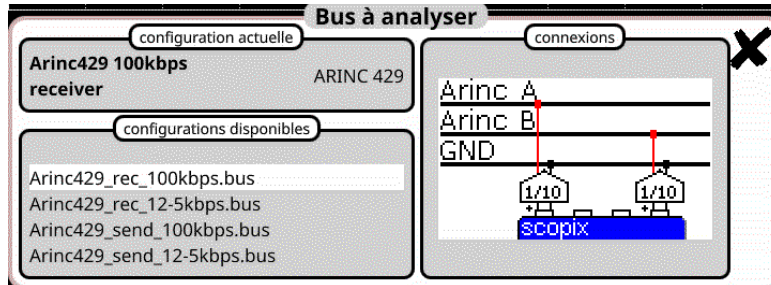 Bus à analyser
configuration actuelle
Arinc429 100kbps
receiver
ARINC 429
configurations disponibles
Arinc429_rec_100kbps.bus
Arinc429_rec_12-5kbps.bus
Arinc429_send_100kbps.bus
Arinc429_send_12-5kbps.bus
connexions
Arinc A
Arinc B
GND
1/10 1/10
+ +
scopix